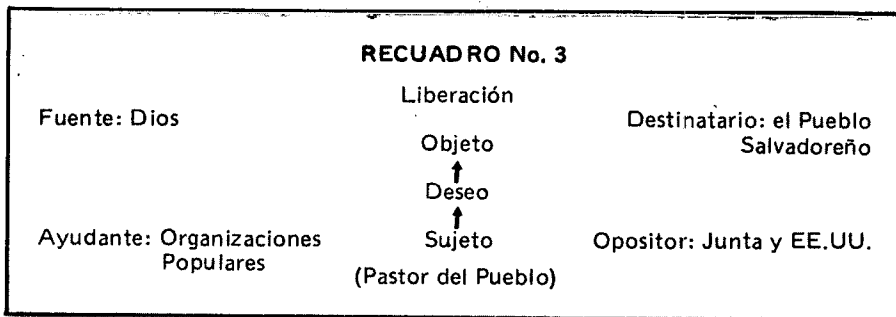 RECUADRO No. 3
Liberación
Fuente: Dios
Destinatario: el Pueblo
Salvadoreño
Objeto
Deseo
Ayudante: Organizaciones
Populares
Sujeto
Opositor: Junta y EE.UU.
(Pastor del Pueblo)